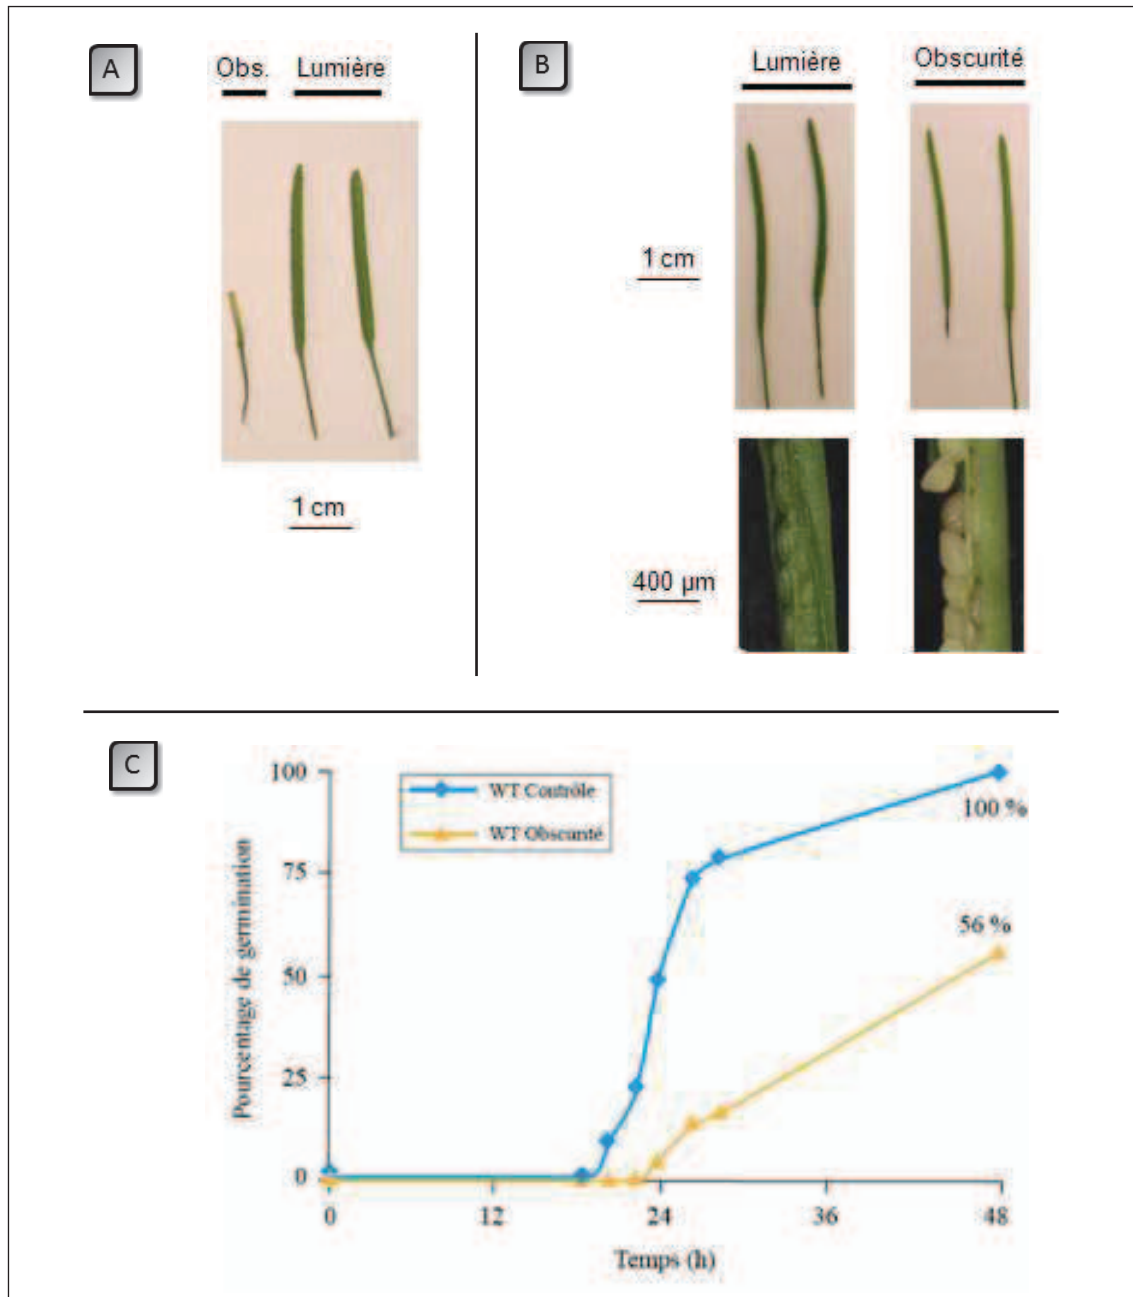 A
Obs. Lumière
1 cm
B
Lumière Obscurité
1 cm
400 µm
C
Pourcentage de germination
100
75
50
25
0
WT Contrôle
WT Obscurité
100 %
56 %
0 12 24 36 48
Temps (h)